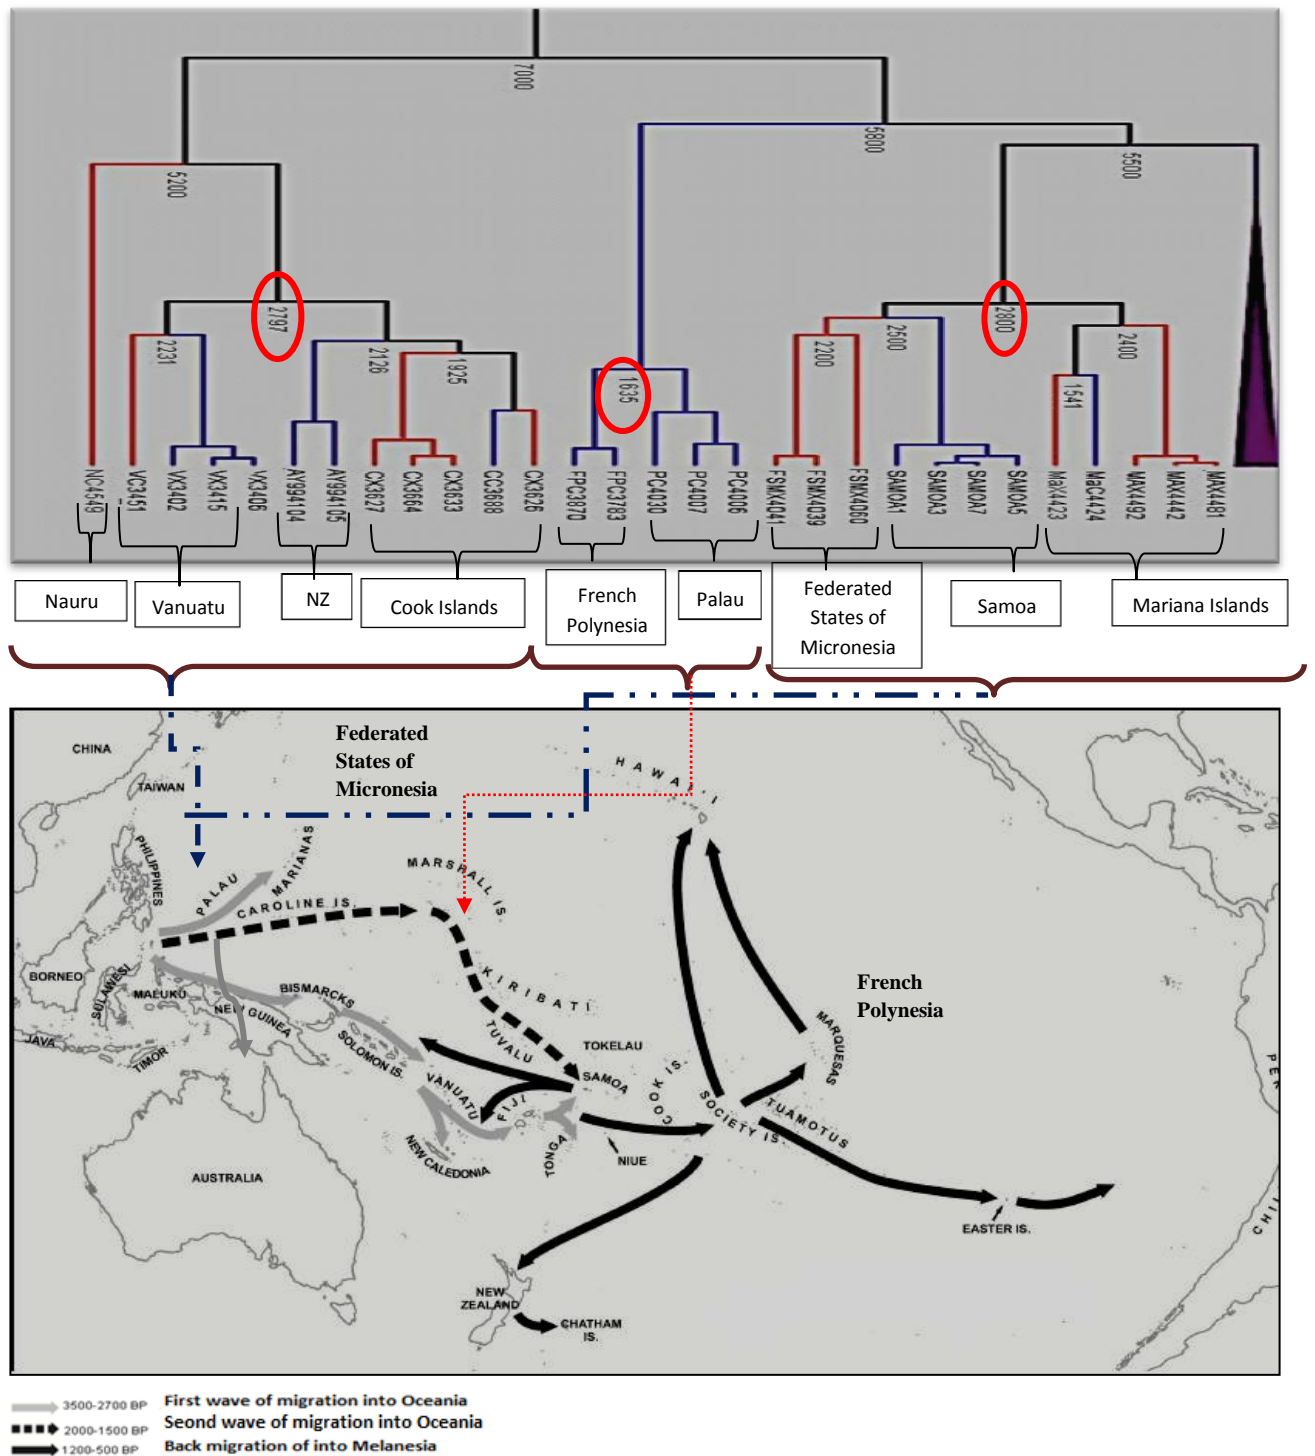 7000
5800
5500
5200
2797
2800
2231
2126
1925
1635
2200
2500
2400
1541
NC4549
VC3451
VX3402
VX3415
VX3406
AY994104
AY994105
CX3627
CX3664
CX3633
CC3688
CX3626
FPC3870
FPC3783
PC4030
PC4007
PC4006
FSMX4041
FSMX4039
FSMX4060
SAMOA1
SAMOA3
SAMOA7
SAMOA5
MaX4423
MaC4424
MAX4492
MAX4442
MAX4481
Nauru
Vanuatu
NZ
Cook Islands
French
Polynesia
Palau
Federated
States of
Micronesia
Samoa
Mariana Islands
Federated
States of
Micronesia
CHINA
TAIWAN
HAWAI'I
PHILIPPINES
PALAU
MARIANAS
MARSHALL IS.
CAROLINE IS.
BORNEO
SULAWESI
MALUKU
BISMARCKS
NEW GUINEA
KIRIBATI
French
Polynesia
JAVA
TIMOR
SOLOMON IS.
TUVALU
TOKELAU
MARQUESAS
SAMOA
VANUATU
FIJI
COOK IS.
SOCIETY IS.
TUAMOTUS
PER
NEW CALEDONIA
TONGA
NIUE
AUSTRALIA
EASTER IS.
CHIL
NEW
ZEALAND
CHATHAM
IS.
3500-2700 BP First wave of migration into Oceania
2000-1500 BP Seond wave of migration into Oceania
1200-500 BP Back migration of into Melanesia